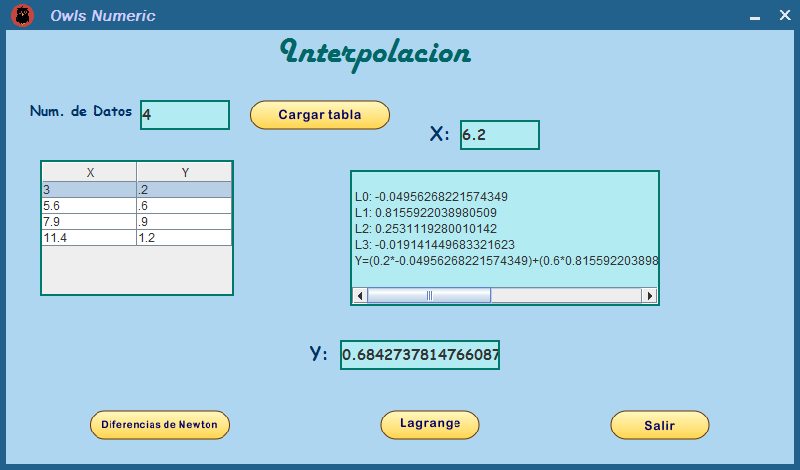 Owls Numeric
Interpolacion
Num. de Datos 4 Cargar tabla
X: 6.2
X Y
3 .2
5.6 .6
7.9 .9
11.4 1.2
L0: -0.04956268221574349
L1: 0.8155922038980509
L2: 0.2531119280010142
L3: -0.019141449683321623
Y=(0.2*-0.04956268221574349)+(0.6*0.815592203898
Y: 0.6842737814766087
Diferencias de Newton Lagrange Salir